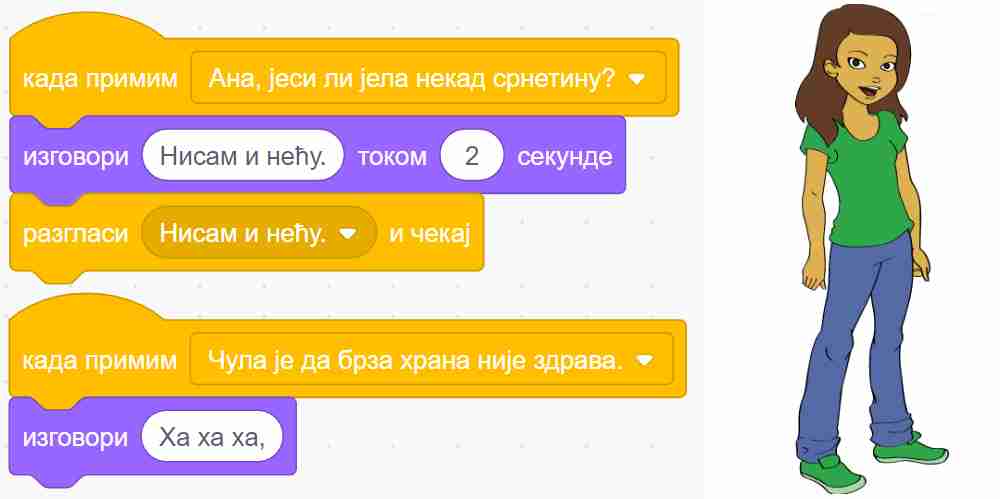 када примим Ана, јеси ли јела некад срнетину?
изговори Нисам и нећу. током 2 секунде
разгласи Нисам и нећу. и чекај
када примим Чула је да брза храна није здрава.
изговори Ха ха ха,